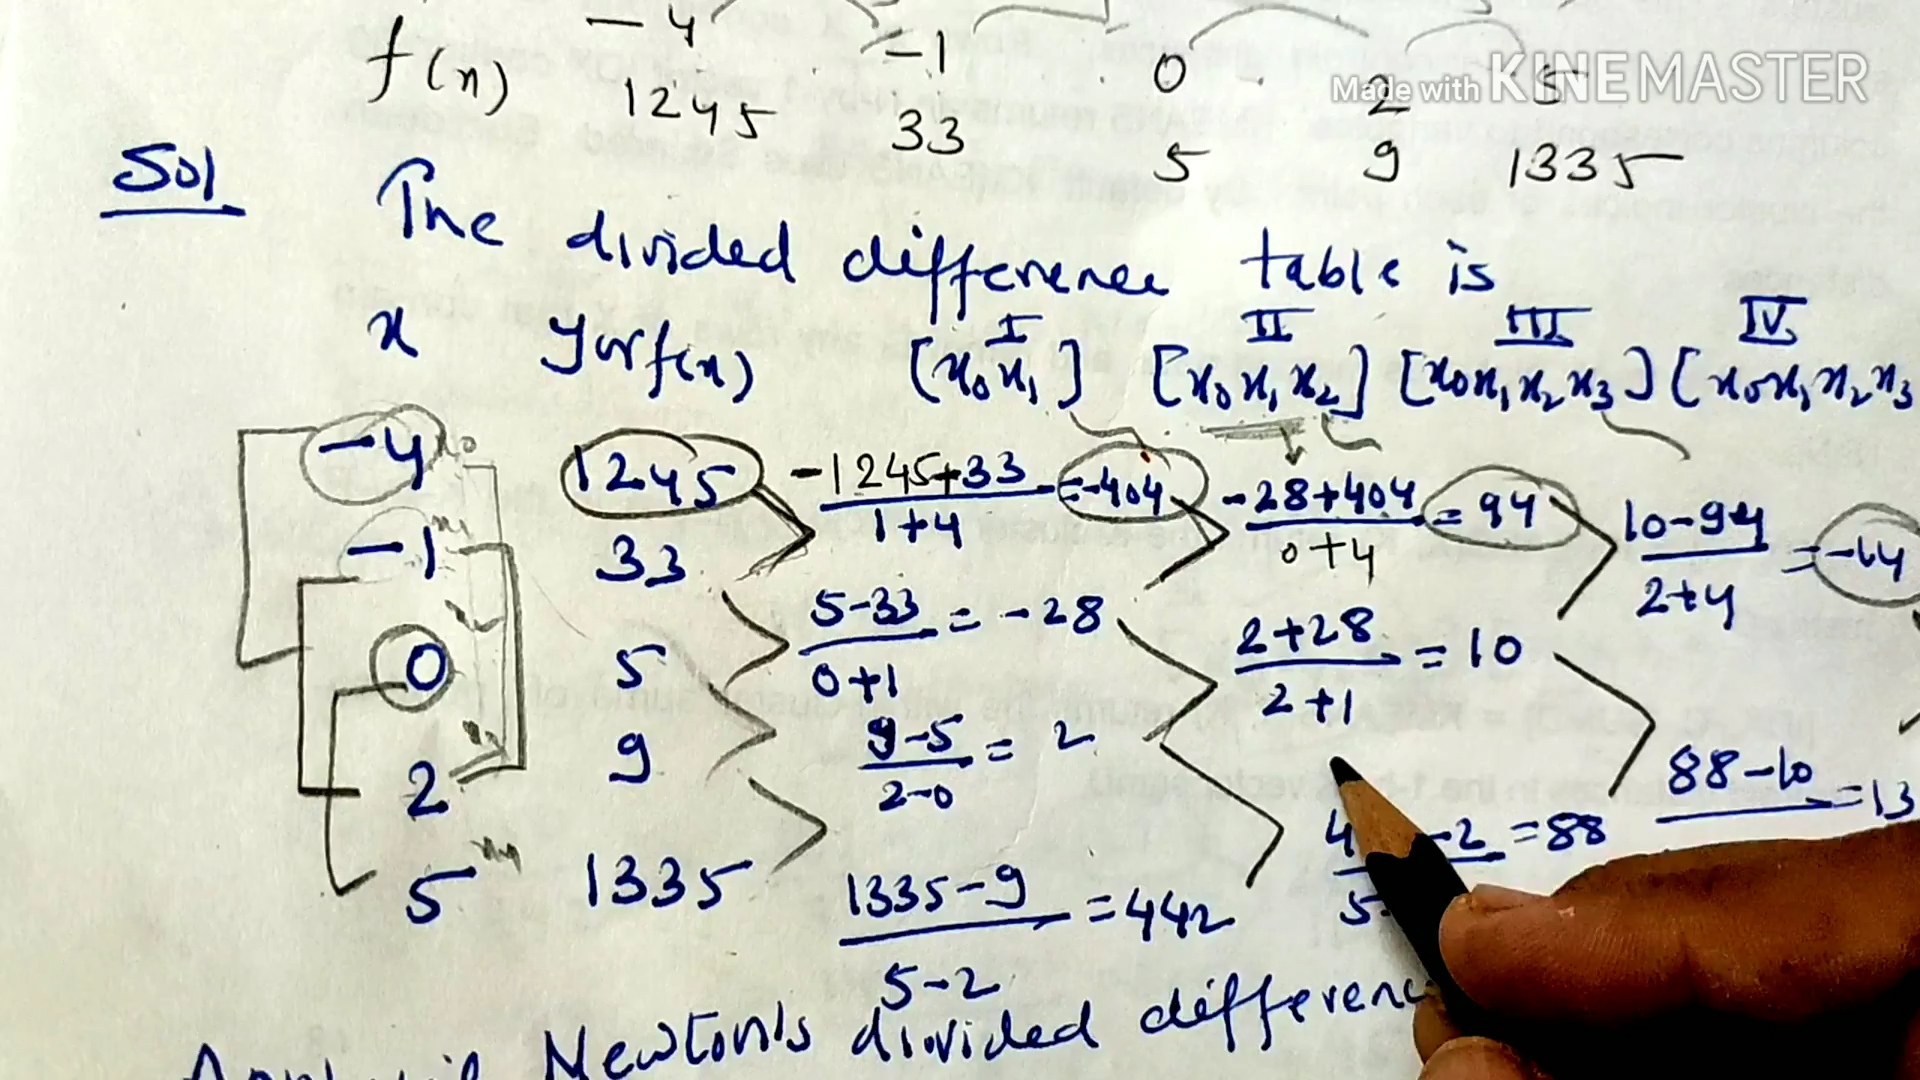 -4 -1 0 2 5
f(x) 1245 33 5 9 1335
Made with KINEMASTER
Sol The divided difference table is
I II III IV
x y or f(x) [x0 x1] [x0 x1 x2] [x0 x1 x2 x3] [x0 x1 x2 x3
-4 x0 1245 -1245+33 / 1+4 = -404 -28+404 / 0+4 = 94 10-94 / 2+4 = -14
-1 x1 33
5-33 / 0+1 = -28 2+28 / 2+1 = 10
0 5
9-5 / 2-0 = 2 88-10 = 13
2 9 -2 = 88
5 x4 1335
1335-9 / 5-2 = 442
Newton's divided